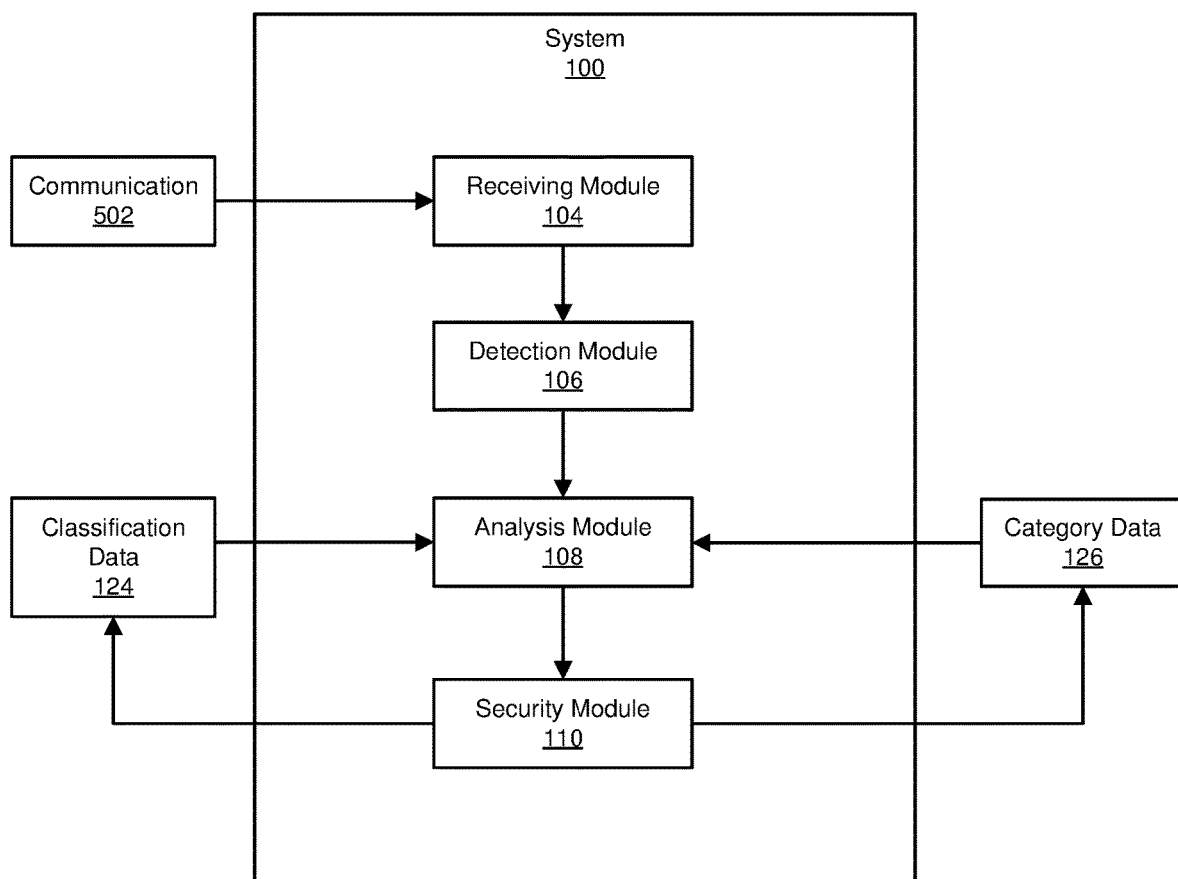 System
100
Communication
502
Receiving Module
104
Detection Module
106
Classification
Data
124
Analysis Module
108
Category Data
126
Security Module
110